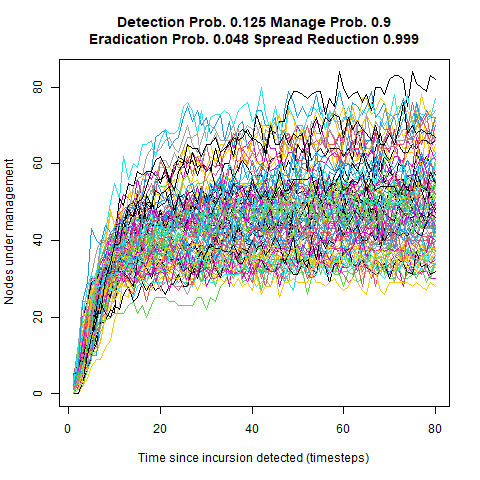 Detection Prob. 0.125 Manage Prob. 0.9
Eradication Prob. 0.048 Spread Reduction 0.999
80
60
40
20
0
Nodes under management
0 20 40 60 80
Time since incursion detected (timesteps)